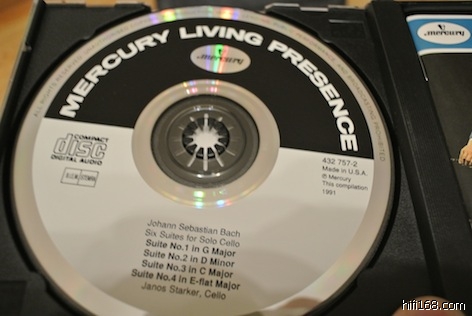 MERCURY LIVING PRESENCE
mercury
mercury
COMPACT
disc
DIGITAL AUDIO
432 757-2
Made in U.S.A.
℗ Mercury
This compilation
1991
BIEM
STEMRA
Johann Sebastian Bach
Six Suites for Solo Cello
Suite No.1 in G Major
Suite No.2 in D Minor
Suite No.3 in C Major
Suite No.4 in E-flat Major
Janos Starker, Cello
hifi168.com